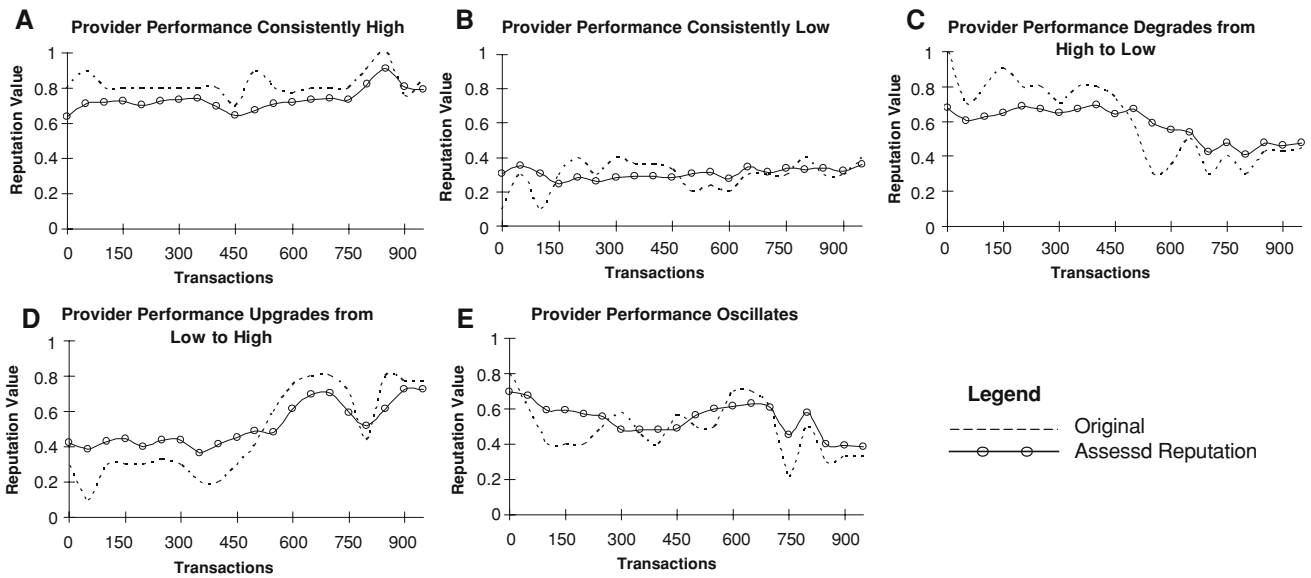 A
Provider Performance Consistently High
Reputation Value
1
0.8
0.6
0.4
0.2
0
0 150 300 450 600 750 900
Transactions
B
Provider Performance Consistently Low
Reputation Value
1
0.8
0.6
0.4
0.2
0
0 150 300 450 600 750 900
Transactions
C
Provider Performance Degrades from
High to Low
Reputation Value
1
0.8
0.6
0.4
0.2
0
0 150 300 450 600 750 900
Transactions
D
Provider Performance Upgrades from
Low to High
Reputation Value
1
0.8
0.6
0.4
0.2
0
0 150 300 450 600 750 900
Transactions
E
Provider Performance Oscillates
Reputation Value
1
0.8
0.6
0.4
0.2
0
0 150 300 450 600 750 900
Transactions
Legend
Original
Assessd Reputation